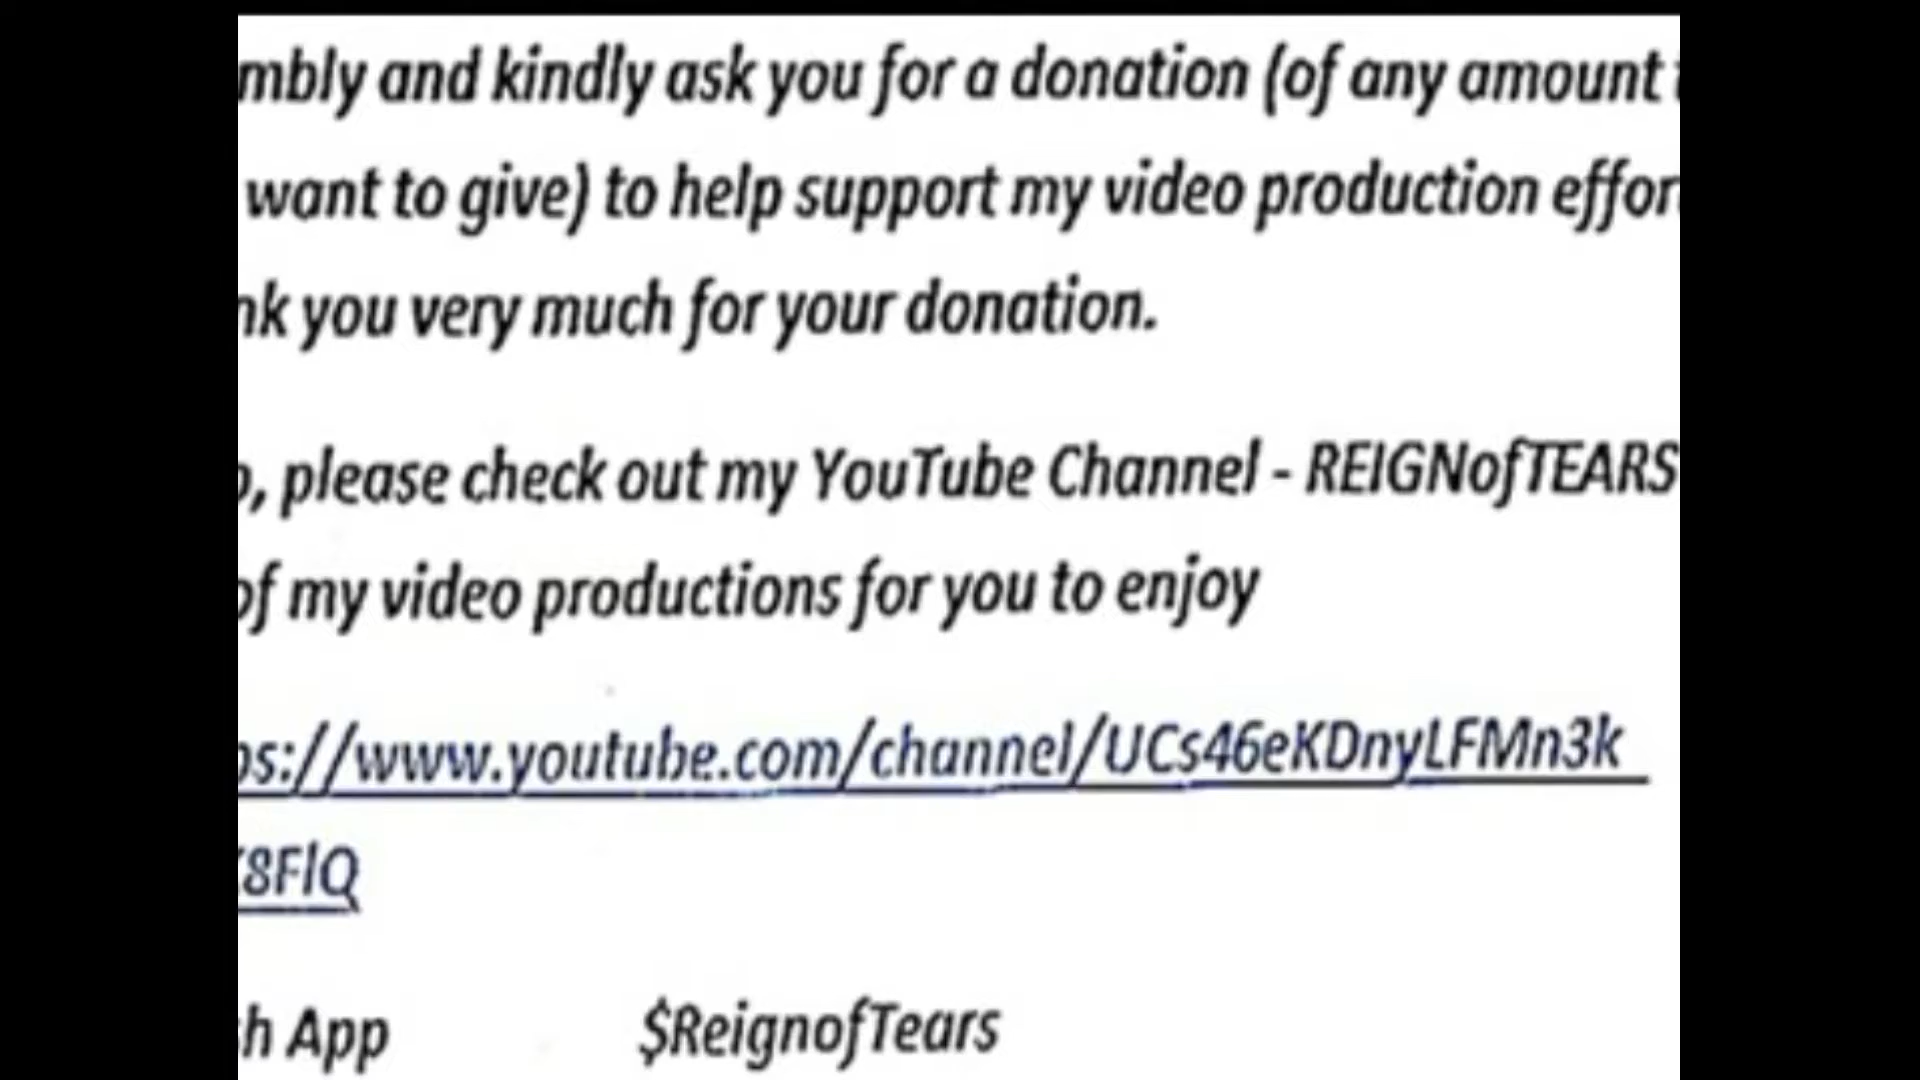 mbly and kindly ask you for a donation (of any amount
want to give) to help support my video production effor
nk you very much for your donation.
o, please check out my YouTube Channel - REIGNofTEARS
of my video productions for you to enjoy
ps://www.youtube.com/channel/UCs46eKDnyLFMn3k
8FlQ
h App $ReignofTears